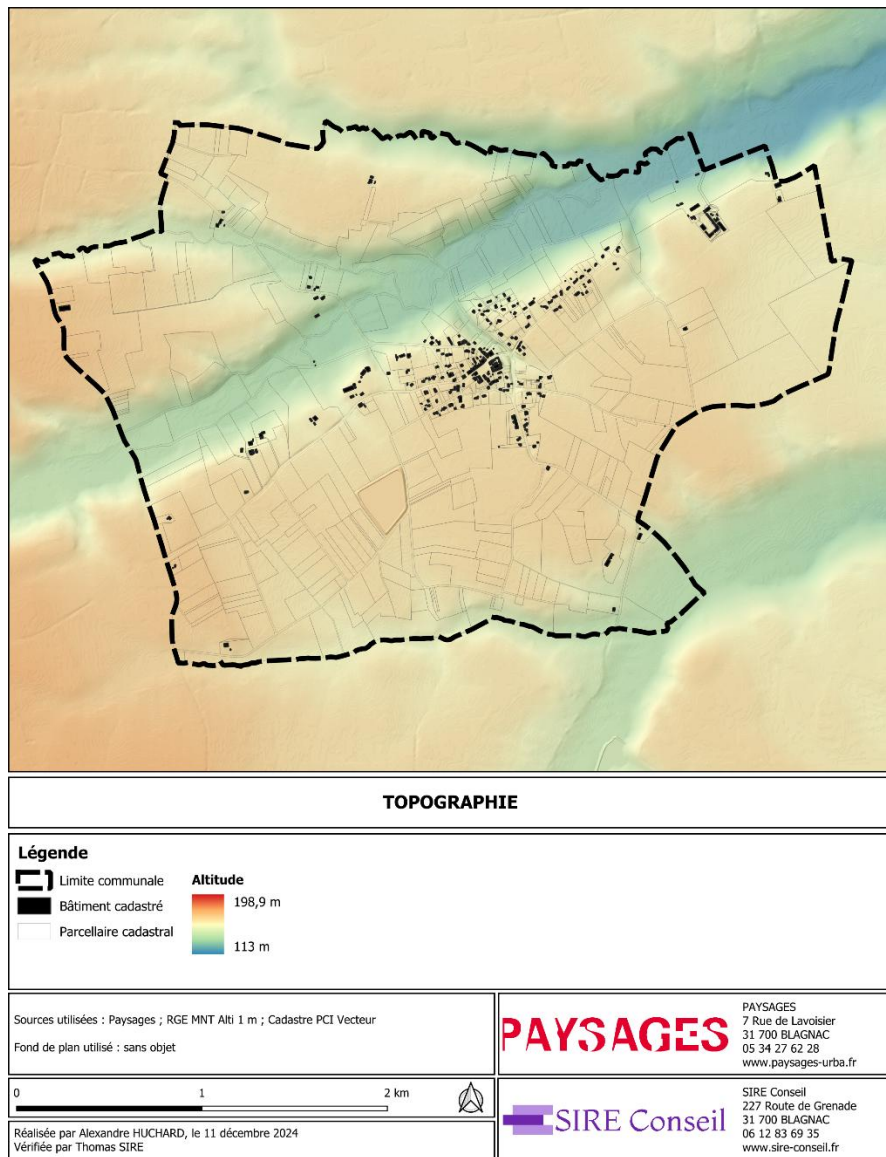 TOPOGRAPHIE
Légende
Limite communale
Bâtiment cadastré
Parcellaire cadastral
Altitude
198,9 m
113 m
Sources utilisées : Paysages ; RGE MNT Alti 1 m ; Cadastre PCI Vecteur
Fond de plan utilisé : sans objet
0 1 2 km
Réalisée par Alexandre HUCHARD, le 11 décembre 2024
Vérifiée par Thomas SIRE
PAYSAGES
PAYSAGES
7 Rue de Lavoisier
31 700 BLAGNAC
05 34 27 62 28
www.paysages-urba.fr
SIRE Conseil
SIRE Conseil
227 Route de Grenade
31 700 BLAGNAC
06 12 83 69 35
www.sire-conseil.fr